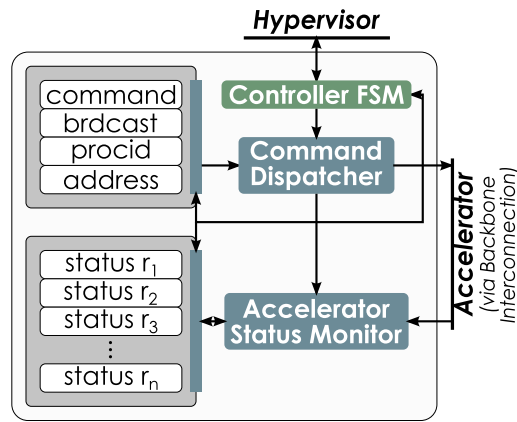 Hypervisor
command
brdcast
procid
address
Controller FSM
Command
Dispatcher
status r1
status r2
status r3
⋮
status rn
Accelerator
Status Monitor
Accelerator
(via Backbone
Interconnection)